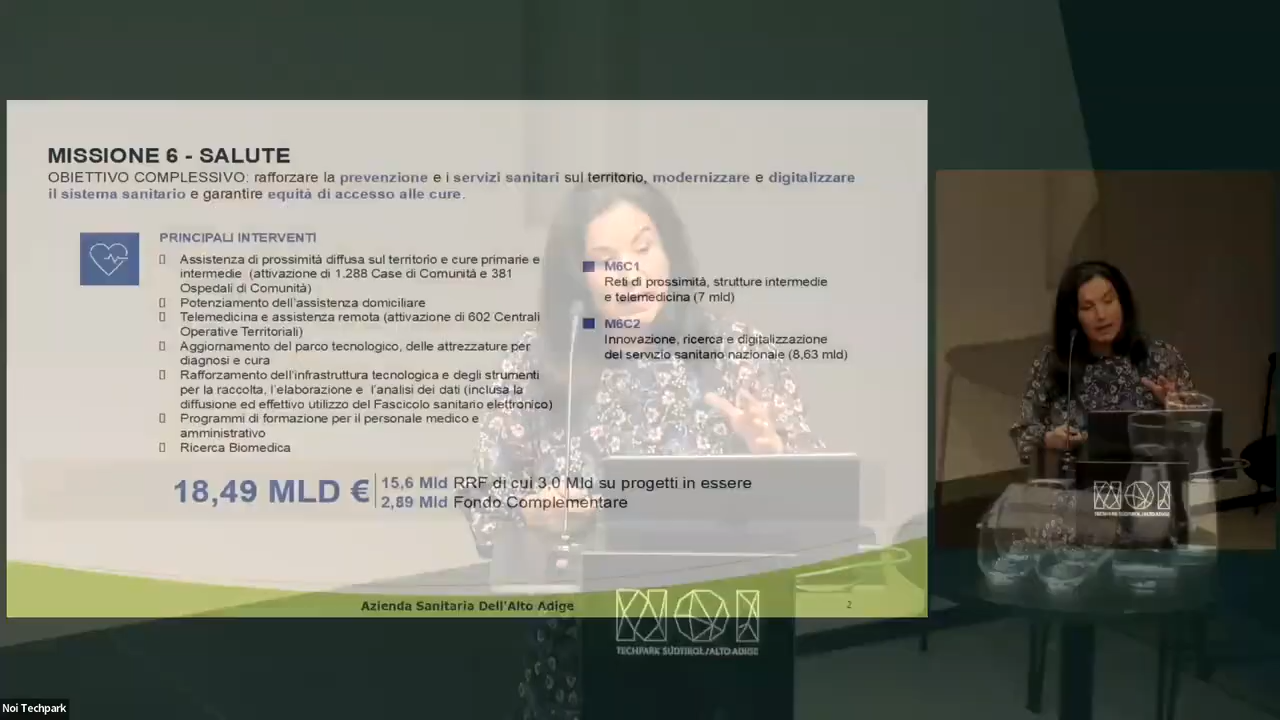 MISSIONE 6 - SALUTE
OBIETTIVO COMPLESSIVO: rafforzare la prevenzione e i servizi sanitari sul territorio, modernizzare e digitalizzare
il sistema sanitario e garantire equità di accesso alle cure.
PRINCIPALI INTERVENTI
Assistenza di prossimità diffusa sul territorio e cure primarie e
intermedie (attivazione di 1.288 Case di Comunità e 381
Ospedali di Comunità)
Potenziamento dell'assistenza domiciliare
Telemedicina e assistenza remota (attivazione di 602 Centrali
Operative Territoriali)
Aggiornamento del parco tecnologico, delle attrezzature per
diagnosi e cura
Rafforzamento dell'infrastruttura tecnologica e degli strumenti
per la raccolta, l'elaborazione e l'analisi dei dati (inclusa la
diffusione ed effettivo utilizzo del Fascicolo sanitario elettronico)
Programmi di formazione per il personale medico e
amministrativo
Ricerca Biomedica
M6C1
Reti di prossimità, strutture intermedie
e telemedicina (7 mld)
M6C2
Innovazione, ricerca e digitalizzazione
del servizio sanitario nazionale (8,63 mld)
18,49 MLD €
15,6 Mld RRF di cui 3,0 Mld su progetti in essere
2,89 Mld Fondo Complementare
Azienda Sanitaria Dell'Alto Adige
2
NOI
TECHPARK SÜDTIROL/ALTO ADIGE
NOI
TECHPARK SÜDTIROL/ALTO ADIGE
Noi Techpark